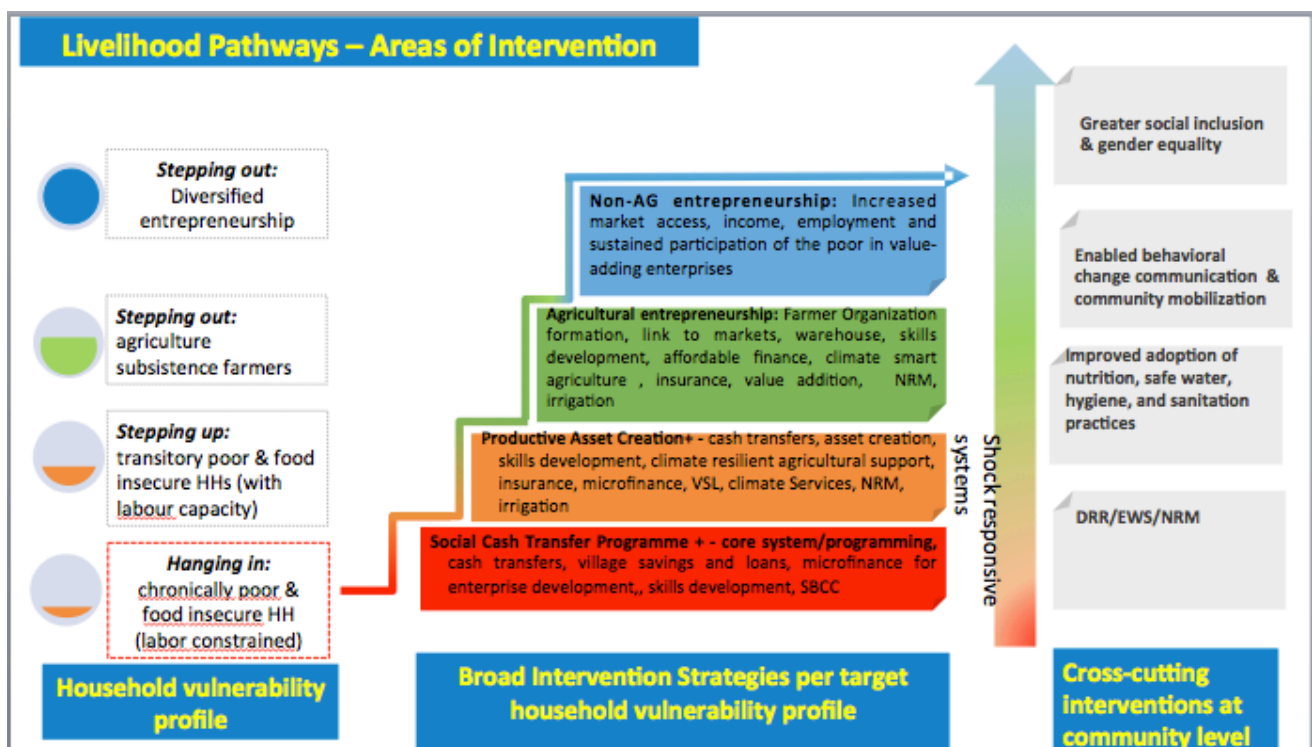 Livelihood Pathways – Areas of Intervention
Stepping out:
Diversified
entrepreneurship
Stepping out:
agriculture
subsistence farmers
Stepping up:
transitory poor & food
insecure HHs (with
labour capacity)
Hanging in:
chronically poor &
food insecure HH
(labor constrained)
Household vulnerability
profile
Non-AG entrepreneurship: Increased
market access, income, employment and
sustained participation of the poor in value-
adding enterprises
Agricultural entrepreneurship: Farmer Organization
formation, link to markets, warehouse, skills
development, affordable finance, climate smart
agriculture , insurance, value addition, NRM,
irrigation
Productive Asset Creation+ - cash transfers, asset creation,
skills development, climate resilient agricultural support,
insurance, microfinance, VSL, climate Services, NRM,
irrigation
Social Cash Transfer Programme + - core system/programming,
cash transfers, village savings and loans, microfinance for
enterprise development,, skills development, SBCC
Broad Intervention Strategies per target
household vulnerability profile
Shock responsive
systems
Greater social inclusion
& gender equality
Enabled behavioral
change communication &
community mobilization
Improved adoption of
nutrition, safe water,
hygiene, and sanitation
practices
DRR/EWS/NRM
Cross-cutting
interventions at
community level